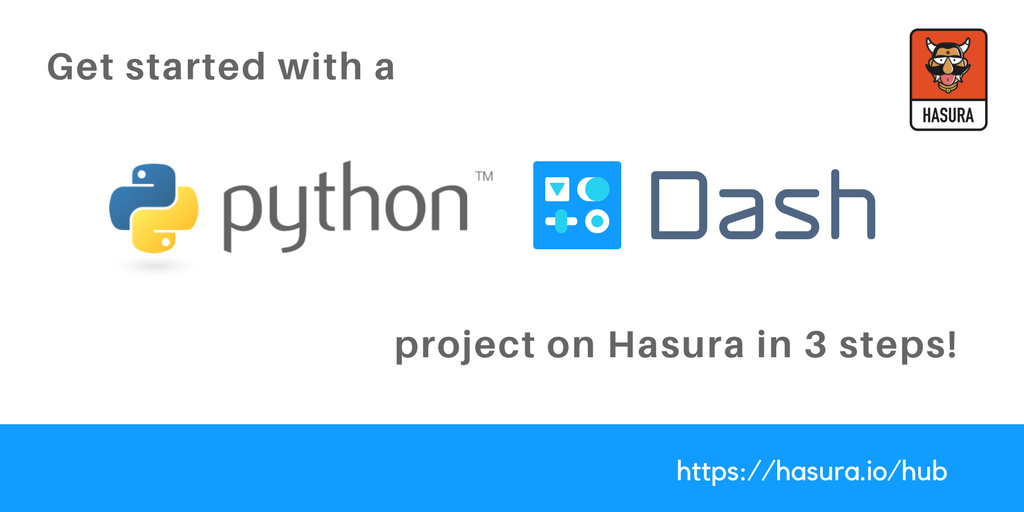 Get started with a
HASURA
python™
Dash
project on Hasura in 3 steps!
https://hasura.io/hub